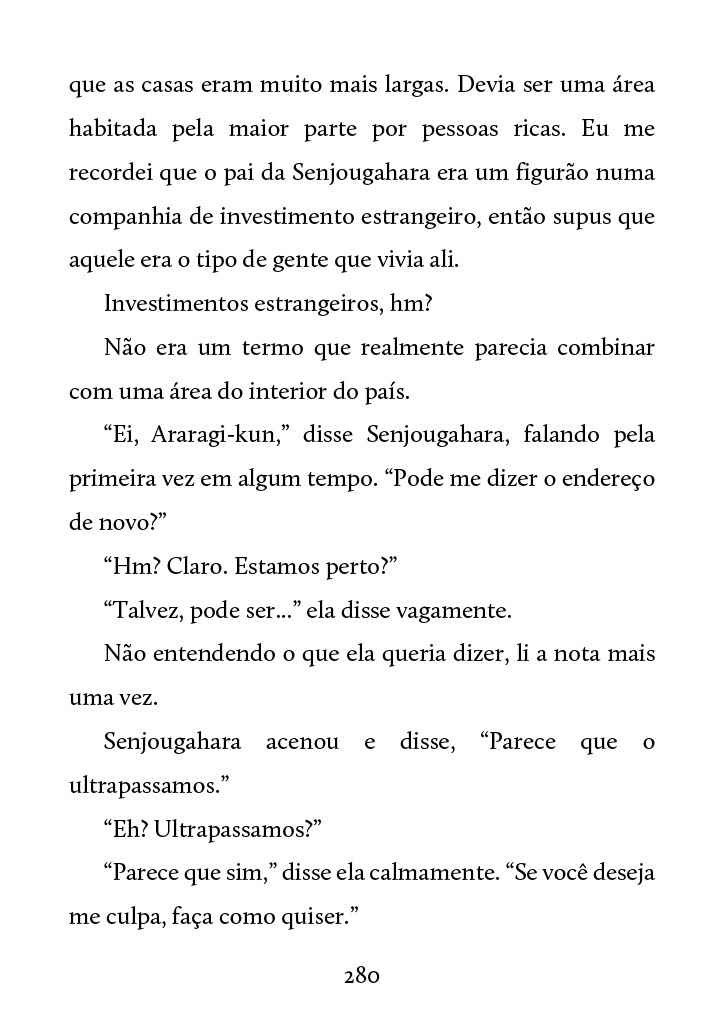 que as casas eram muito mais largas. Devia ser uma área
habitada pela maior parte por pessoas ricas. Eu me
recordei que o pai da Senjougahara era um figurão numa
companhia de investimento estrangeiro, então supus que
aquele era o tipo de gente que vivia ali.
Investimentos estrangeiros, hm?
Não era um termo que realmente parecia combinar
com uma área do interior do país.
“Ei, Araragi-kun,” disse Senjougahara, falando pela
primeira vez em algum tempo. “Pode me dizer o endereço
de novo?”
“Hm? Claro. Estamos perto?”
“Talvez, pode ser...” ela disse vagamente.
Não entendendo o que ela queria dizer, li a nota mais
uma vez.
Senjougahara acenou e disse, “Parece que o
ultrapassamos.”
“Eh? Ultrapassamos?”
“Parece que sim,” disse ela calmamente. “Se você deseja
me culpa, faça como quiser.”
280